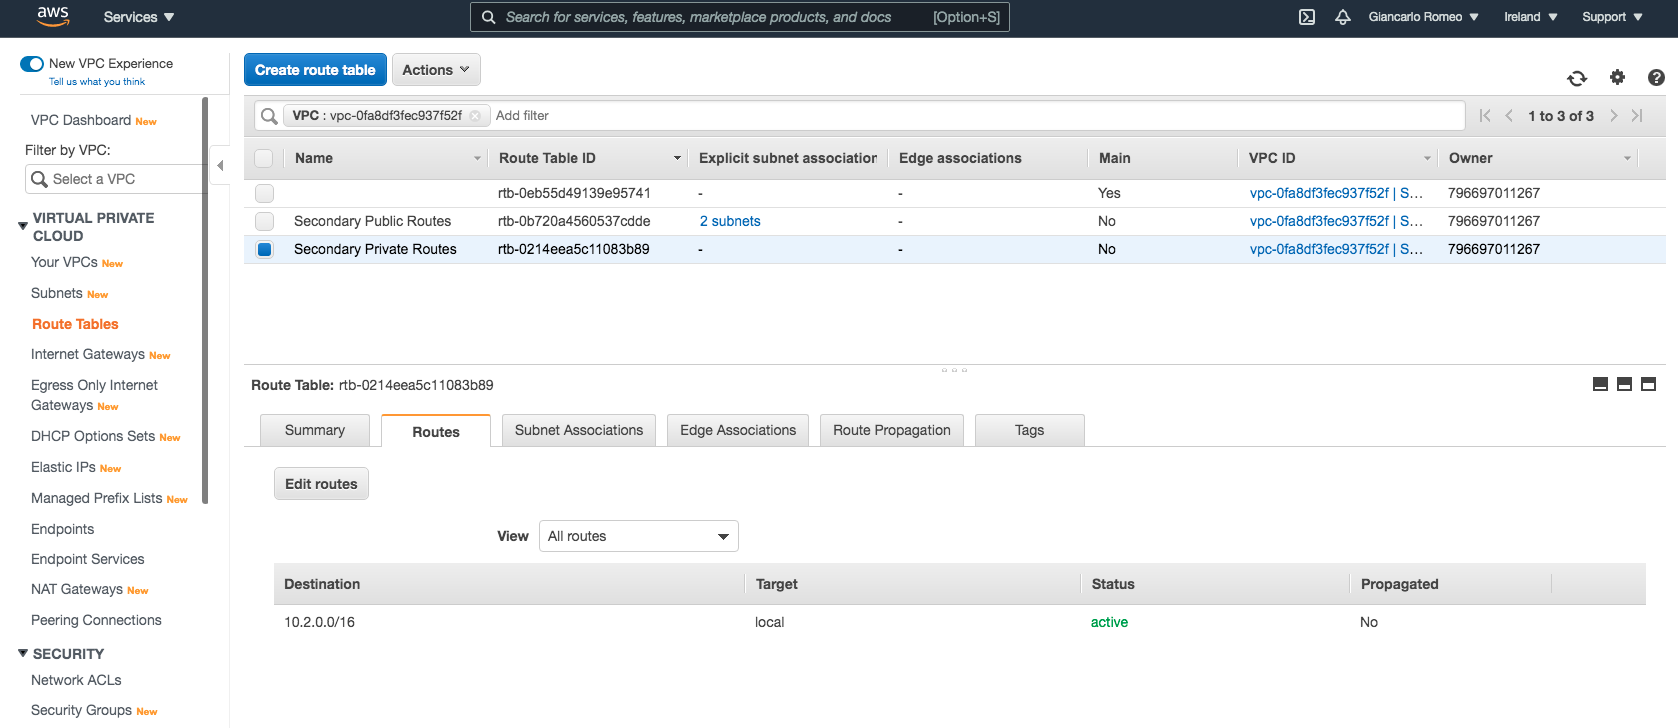 aws Services Search for services, features, marketplace products, and docs [Option+S] Giancarlo Romeo Ireland Support
New VPC Experience
Tell us what you think
VPC Dashboard New
Filter by VPC:
Select a VPC
VIRTUAL PRIVATE
CLOUD
Your VPCs New
Subnets New
Route Tables
Internet Gateways New
Egress Only Internet
Gateways New
DHCP Options Sets New
Elastic IPs New
Managed Prefix Lists New
Endpoints
Endpoint Services
NAT Gateways New
Peering Connections
SECURITY
Network ACLs
Security Groups New
Create route table Actions
VPC : vpc-0fa8df3fec937f52f Add filter 1 to 3 of 3
Name Route Table ID Explicit subnet association Edge associations Main VPC ID Owner
rtb-0eb55d49139e95741 - - Yes vpc-0fa8df3fec937f52f | S... 796697011267
Secondary Public Routes rtb-0b720a4560537cdde 2 subnets - No vpc-0fa8df3fec937f52f | S... 796697011267
Secondary Private Routes rtb-0214eea5c11083b89 - - No vpc-0fa8df3fec937f52f | S... 796697011267
Route Table: rtb-0214eea5c11083b89
Summary Routes Subnet Associations Edge Associations Route Propagation Tags
Edit routes
View All routes
Destination Target Status Propagated
10.2.0.0/16 local active No